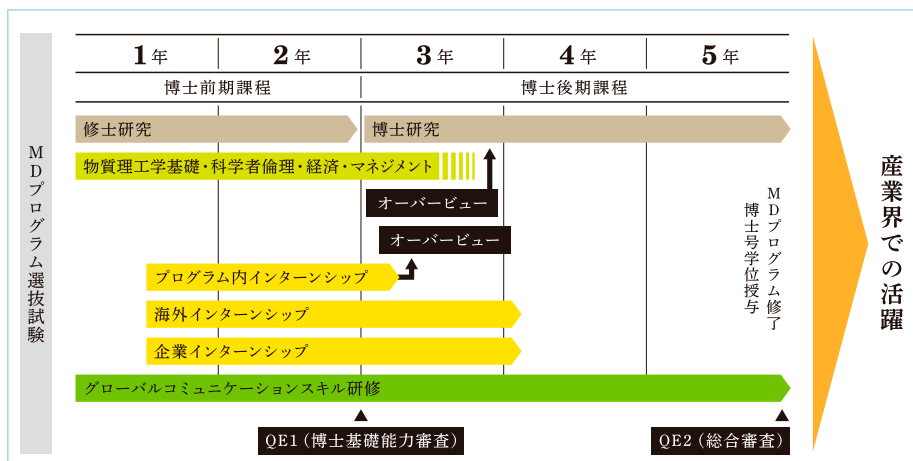 MDプログラム選抜試験
1年 2年 3年 4年 5年
博士前期課程 博士後期課程
修士研究 博士研究
物質理工学基礎・科学者倫理・経済・マネジメント
オーバービュー
オーバービュー
プログラム内インターンシップ
海外インターンシップ
企業インターンシップ
グローバルコミュニケーションスキル研修
QE1(博士基礎能力審査)
QE2(総合審査)
MDプログラム修了
博士号学位授与
産業界での活躍